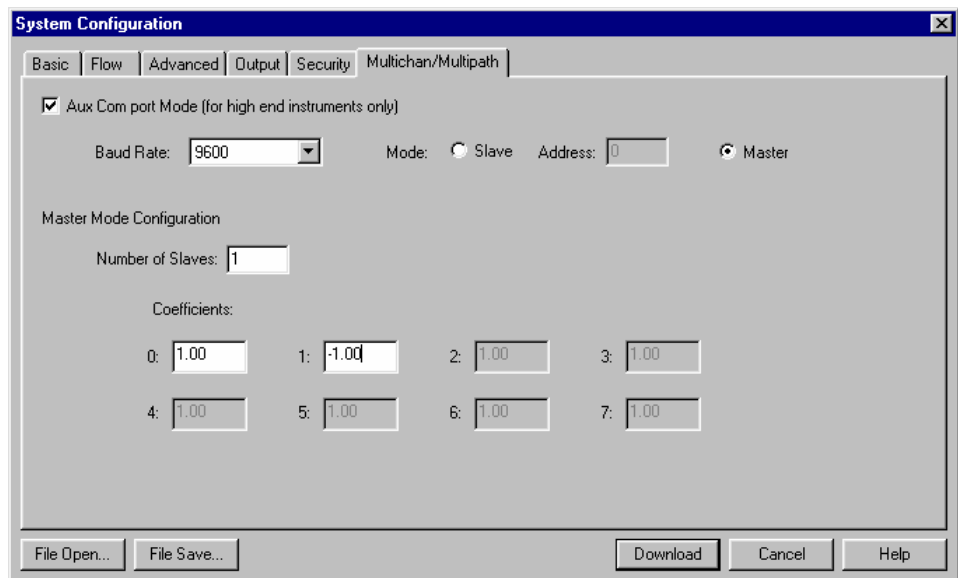 System Configuration
Basic Flow Advanced Output Security Multichan/Multipath
Aux Com port Mode (for high end instruments only)
Baud Rate: 9600 Mode: Slave Address: 0 Master
Master Mode Configuration
Number of Slaves: 1
Coefficients:
0: 1.00 1: -1.00 2: 1.00 3: 1.00
4: 1.00 5: 1.00 6: 1.00 7: 1.00
File Open... File Save... Download Cancel Help